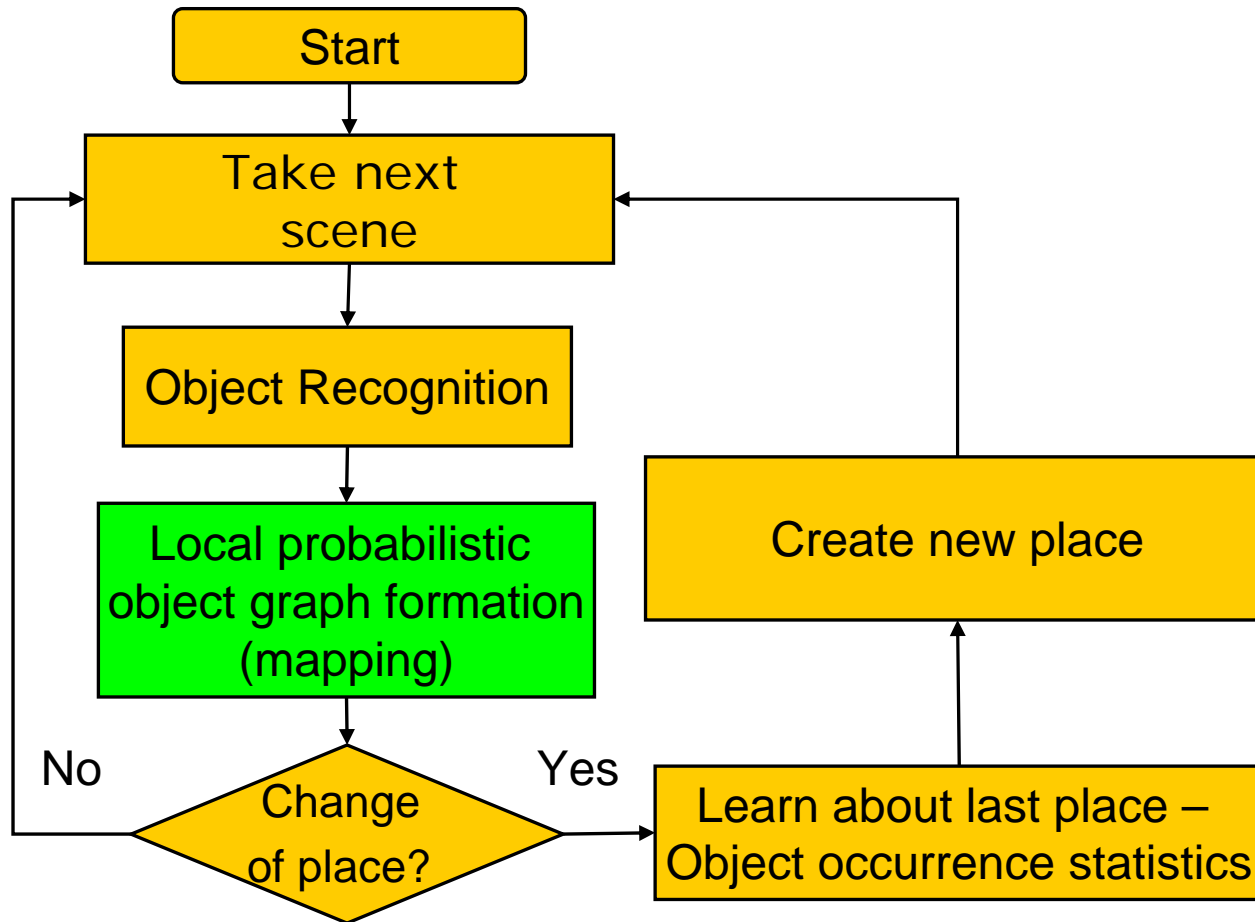 Start
Take next
scene
Object Recognition
Local probabilistic
object graph formation
(mapping)
Create new place
No
Yes
Change
of place?
Learn about last place –
Object occurrence statistics